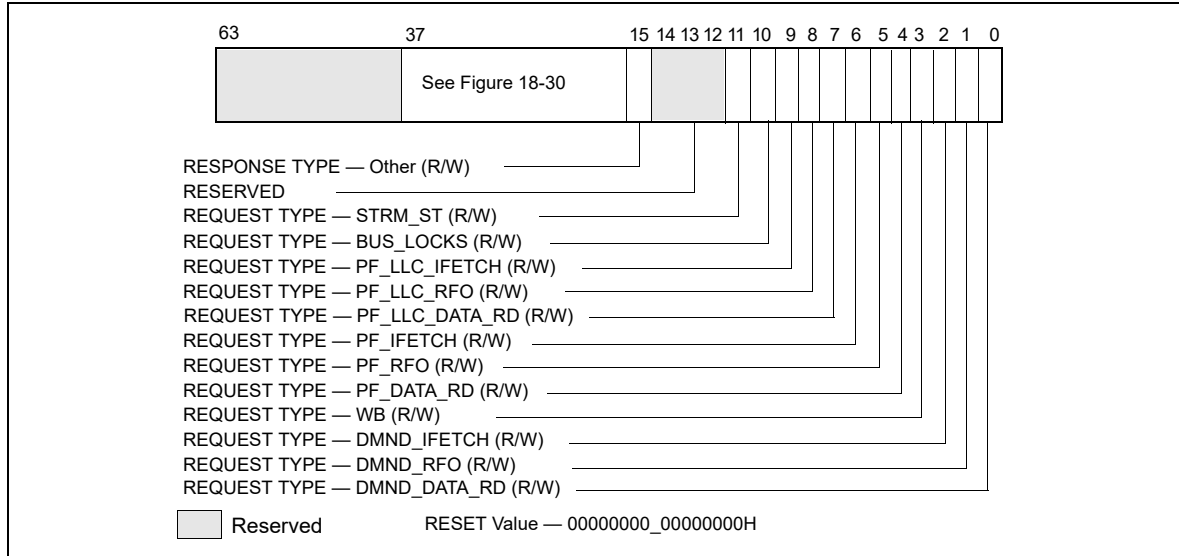 63 37 15 14 13 12 11 10 9 8 7 6 5 4 3 2 1 0
See Figure 18-30
RESPONSE TYPE — Other (R/W)
RESERVED
REQUEST TYPE — STRM_ST (R/W)
REQUEST TYPE — BUS_LOCKS (R/W)
REQUEST TYPE — PF_LLC_IFETCH (R/W)
REQUEST TYPE — PF_LLC_RFO (R/W)
REQUEST TYPE — PF_LLC_DATA_RD (R/W)
REQUEST TYPE — PF_IFETCH (R/W)
REQUEST TYPE — PF_RFO (R/W)
REQUEST TYPE — PF_DATA_RD (R/W)
REQUEST TYPE — WB (R/W)
REQUEST TYPE — DMND_IFETCH (R/W)
REQUEST TYPE — DMND_RFO (R/W)
REQUEST TYPE — DMND_DATA_RD (R/W)
Reserved RESET Value — 00000000_00000000H